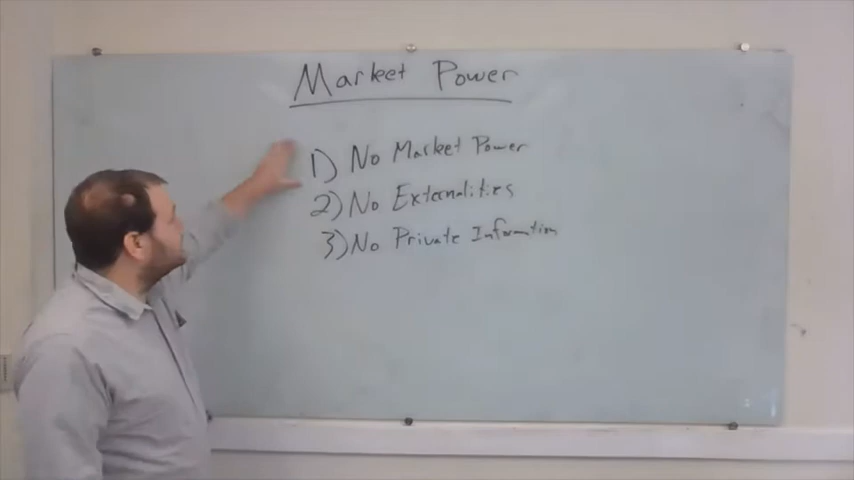 Market Power
1) No Market Power
2) No Externalities
3) No Private Information